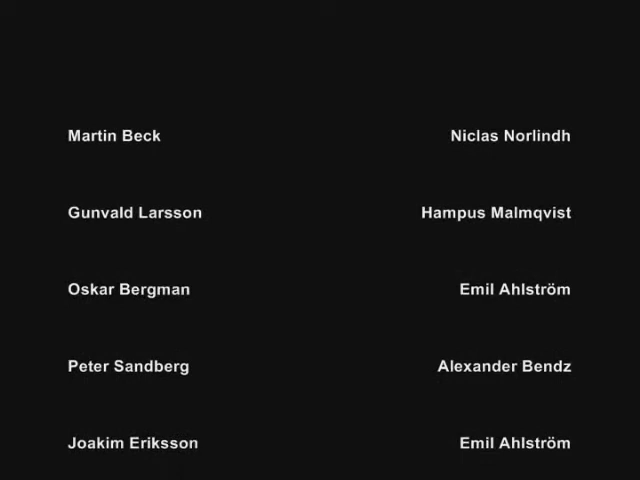 Martin Beck Niclas Norlindh
Gunvald Larsson Hampus Malmqvist
Oskar Bergman Emil Ahlström
Peter Sandberg Alexander Bendz
Joakim Eriksson Emil Ahlström